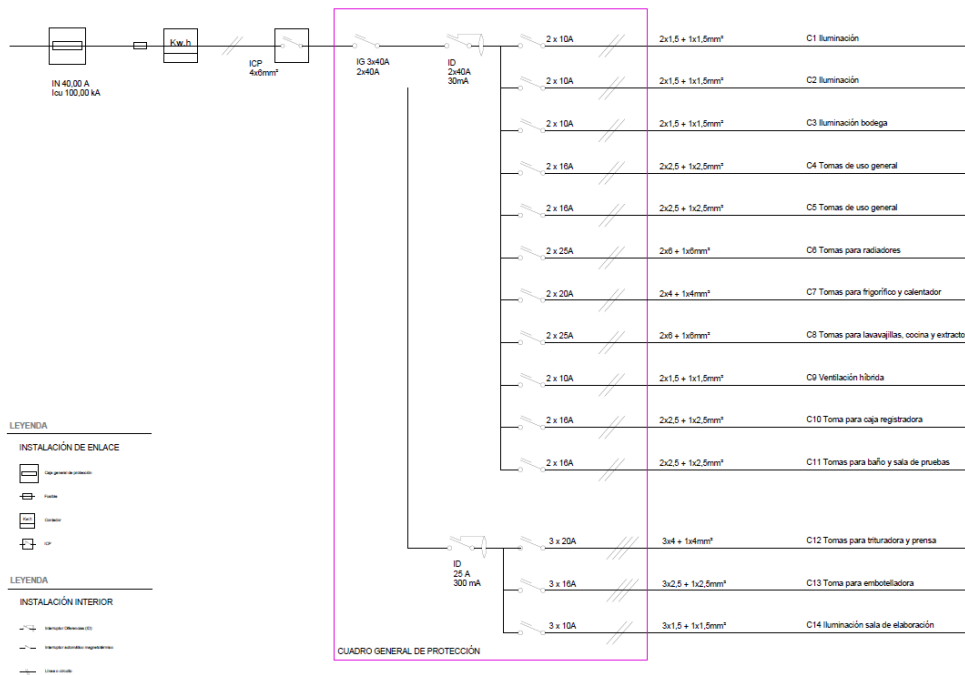 IN 40,00 A
Icu 100,00 kA
Kw.h
ICP
4x6mm²
IG 3x40A
2x40A
ID
2x40A
30mA
2 x 10A 2x1,5 + 1x1,5mm² C1 Iluminación
2 x 10A 2x1,5 + 1x1,5mm² C2 Iluminación
2 x 10A 2x1,5 + 1x1,5mm² C3 Iluminación bodega
2 x 16A 2x2,5 + 1x2,5mm² C4 Tomas de uso general
2 x 16A 2x2,5 + 1x2,5mm² C5 Tomas de uso general
2 x 25A 2x6 + 1x6mm² C6 Tomas para radiadores
2 x 20A 2x4 + 1x4mm² C7 Tomas para frigorífico y calentador
2 x 25A 2x6 + 1x6mm² C8 Tomas para lavavajillas, cocina y extracto
2 x 10A 2x1,5 + 1x1,5mm² C9 Ventilación híbrida
2 x 16A 2x2,5 + 1x2,5mm² C10 Toma para caja registradora
2 x 16A 2x2,5 + 1x2,5mm² C11 Tomas para baño y sala de pruebas
ID
25 A
300 mA
3 x 20A 3x4 + 1x4mm² C12 Tomas para trituradora y prensa
3 x 16A 3x2,5 + 1x2,5mm² C13 Toma para embotelladora
3 x 10A 3x1,5 + 1x1,5mm² C14 Iluminación sala de elaboración
CUADRO GENERAL DE PROTECCIÓN
LEYENDA
INSTALACIÓN DE ENLACE
Caja general de protección
Fusible
Kw.h Contador
ICP
LEYENDA
INSTALACIÓN INTERIOR
Interruptor Diferencial (ID)
Interruptor automático magnetotérmico
Línea o circuito